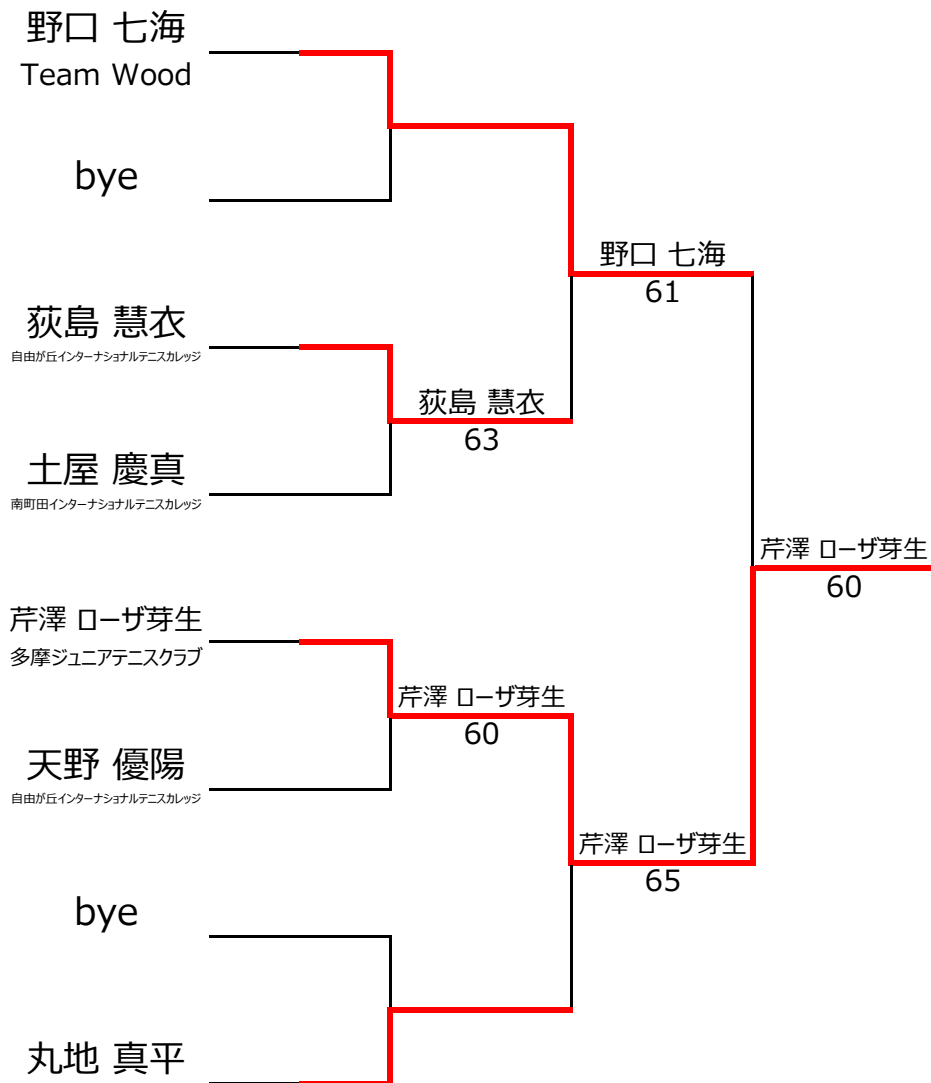 野口 七海
Team Wood
bye
野口 七海
61
荻島 慧衣
自由が丘インターナショナルテニスカレッジ
荻島 慧衣
63
土屋 慶真
南町田インターナショナルテニスカレッジ
芹澤 ローザ芽生
60
芹澤 ローザ芽生
多摩ジュニアテニスクラブ
芹澤 ローザ芽生
60
天野 優陽
自由が丘インターナショナルテニスカレッジ
芹澤 ローザ芽生
65
bye
丸地 真平